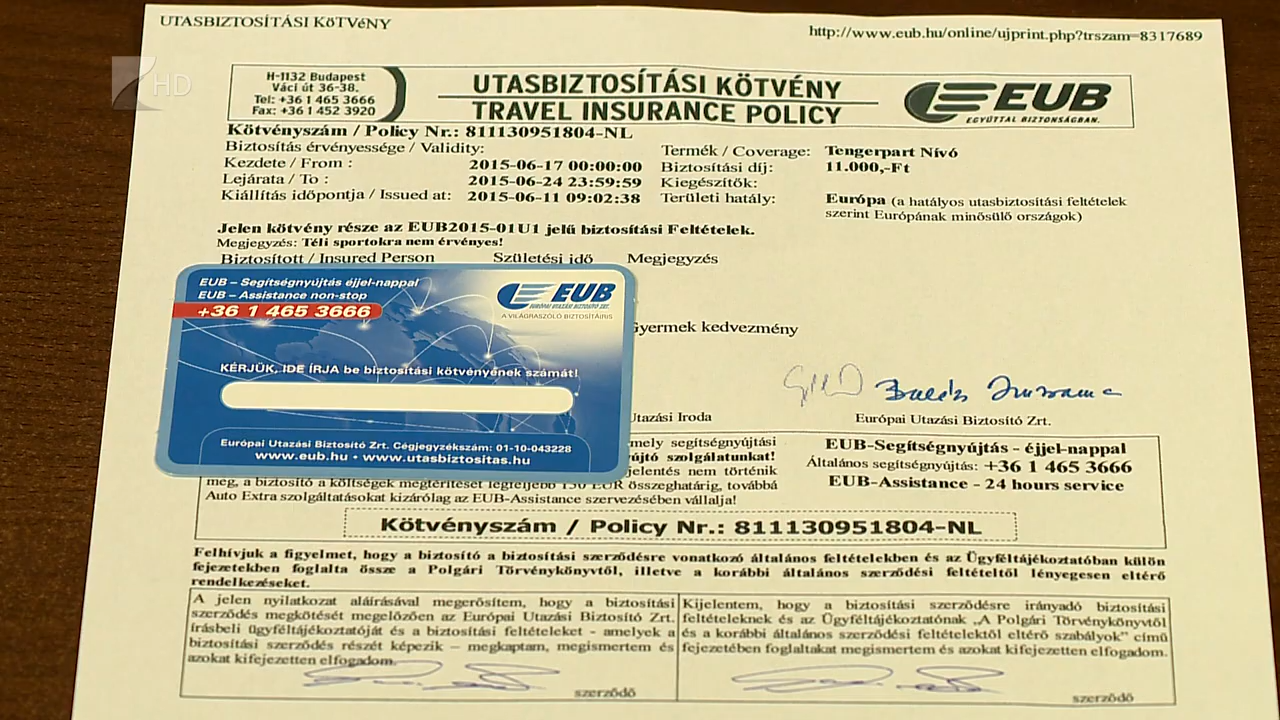 UTASBIZTOSÍTÁSI KöTVéNY
http://www.eub.hu/online/ujprint.php?trszam=8317689
HD
H-1132 Budapest
Váci út 36-38.
Tel: +36 1 465 3666
Fax: +36 1 452 3920
UTASBIZTOSÍTÁSI KÖTVÉNY
TRAVEL INSURANCE POLICY
EUB
EGYÜTTAL BIZTONSÁGBAN.
Kötvényszám / Policy Nr.: 811130951804-NL
Biztosítás érvényessége / Validity:
Kezdete / From : 2015-06-17 00:00:00
Lejárata / To : 2015-06-24 23:59:59
Kiállítás időpontja / Issued at: 2015-06-11 09:02:38
Termék / Coverage: Tengerpart Nívó
Biztosítási díj: 11.000,-Ft
Kiegészítők:
Területi hatály: Európa (a hatályos utasbiztosítási feltételek
szerint Európának minösülő országok)
Jelen kötvény része az EUB2015-01U1 jelű biztosítási Feltételek.
Megjegyzés: Téli sportokra nem érvényes!
Biztosított / Insured Person Születési idő Megjegyzés
EUB – Segítségnyújtás éjjel-nappal
EUB – Assistance non-stop
+36 1 465 3666
EUB
EURÓPAI UTAZÁSI BIZTOSÍTÓ ZRT.
A VILÁGRASZÓLÓ BIZTOSÍTÁS
KÉRJÜK, IDE ÍRJA be biztosítási kötvényének számát!
Európai Utazási Biztosító Zrt. Cégjegyzékszám: 01-10-043228
www.eub.hu • www.utasbiztositas.hu
Gyermek kedvezmény
Utazási Iroda
Európai Utazási Biztosító Zrt.
mely segítségnyújtási
újtó szolgálatunkat!
jelentés nem történik
meg, a biztosító a költségek megtérítését legfeljebb 150 EUR összeghatárig, továbbá
Auto Extra szolgáltatásokat kizárólag az EUB-Assistance szervezésében vállalja!
EUB-Segítségnyújtás - éjjel-nappal
Általános segítségnyújtás: +36 1 465 3666
EUB-Assistance - 24 hours service
Kötvényszám / Policy Nr.: 811130951804-NL
Felhívjuk a figyelmet, hogy a biztosító a biztosítási szerződésre vonatkozó általános feltételekben és az Ügyféltájékoztatóban külön
fejezetekben foglalta össze a Polgári Törvénykönyvtől, illetve a korábbi általános szerződési feltételtől lényegesen eltérő
rendelkezéseket.
A jelen nyilatkozat aláírásával megerősítem, hogy a biztosítási
szerződés megkötését megelőzően az Európai Utazási Biztosító Zrt.
írásbeli ügyféltájékoztatóját és a biztosítási feltételeket - amelyek a
biztosítási szerződés részét képezik – megkaptam, megismertem és
azokat kifejezetten elfogadom.
szerződő
Kijelentem, hogy a biztosítási szerződésre irányadó biztosítási
feltételeknek és az Ügyféltájékoztatónak „A Polgári Törvénykönyvtől
és a korábbi általános szerződési feltételektől eltérő szabályok” című
fejezetében foglaltakat megismertem és azokat kifejezetten elfogadom.
szerződő